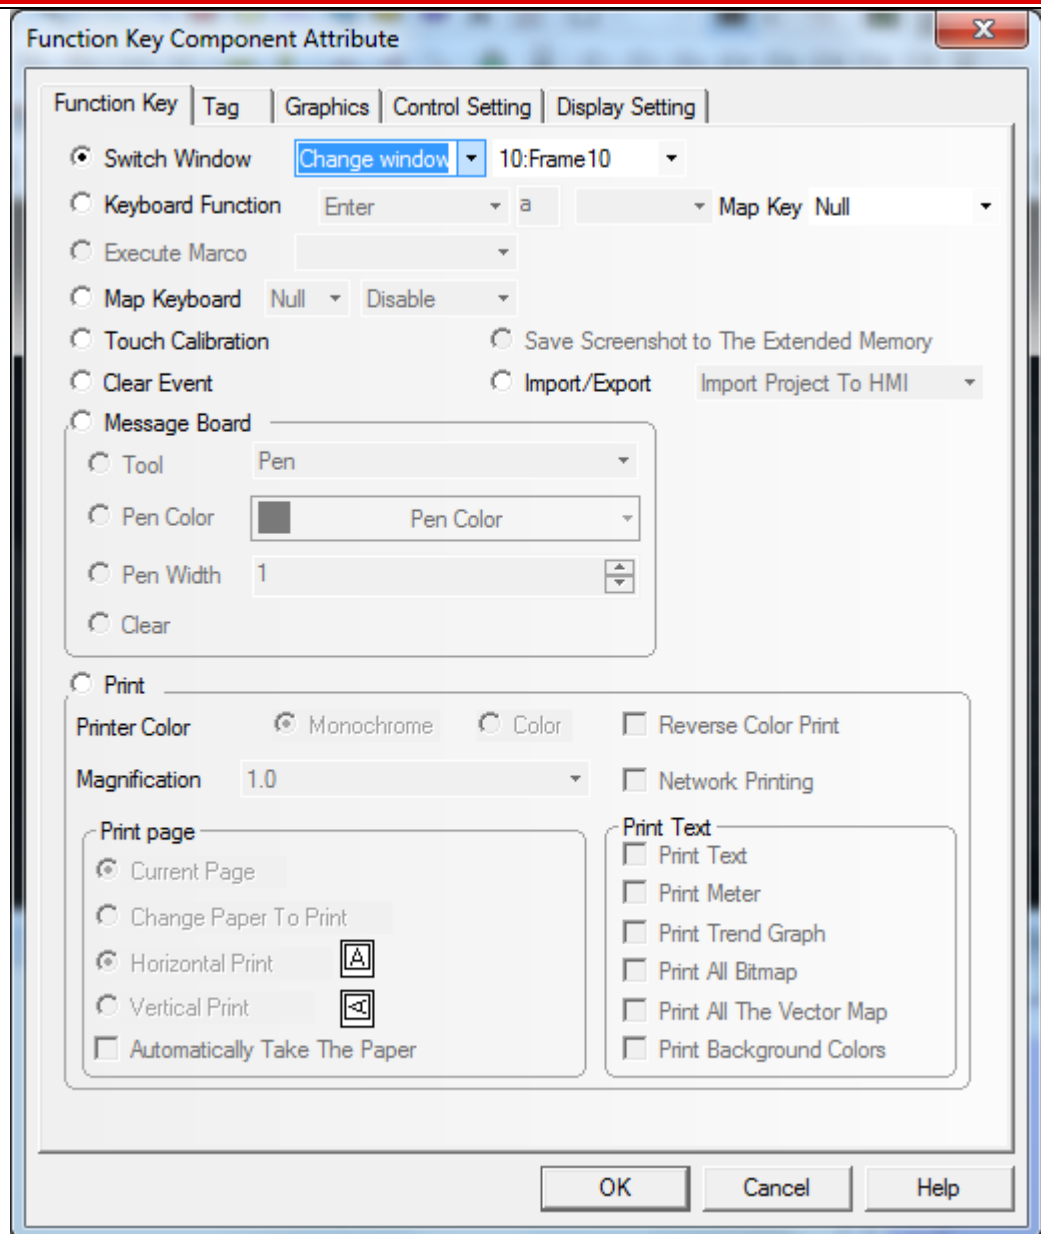 Function Key Component Attribute
Function Key Tag Graphics Control Setting Display Setting
Switch Window Change window 10:Frame10
Keyboard Function Enter a Map Key Null
Execute Marco
Map Keyboard Null Disable
Touch Calibration Save Screenshot to The Extended Memory
Clear Event Import/Export Import Project To HMI
Message Board
Tool Pen
Pen Color Pen Color
Pen Width 1
Clear
Print
Printer Color Monochrome Color Reverse Color Print
Magnification 1.0 Network Printing
Print page Print Text
Current Page Print Text
Change Paper To Print Print Meter
Print Trend Graph
Horizontal Print A Print All Bitmap
Vertical Print A Print All The Vector Map
Automatically Take The Paper Print Background Colors
OK Cancel Help